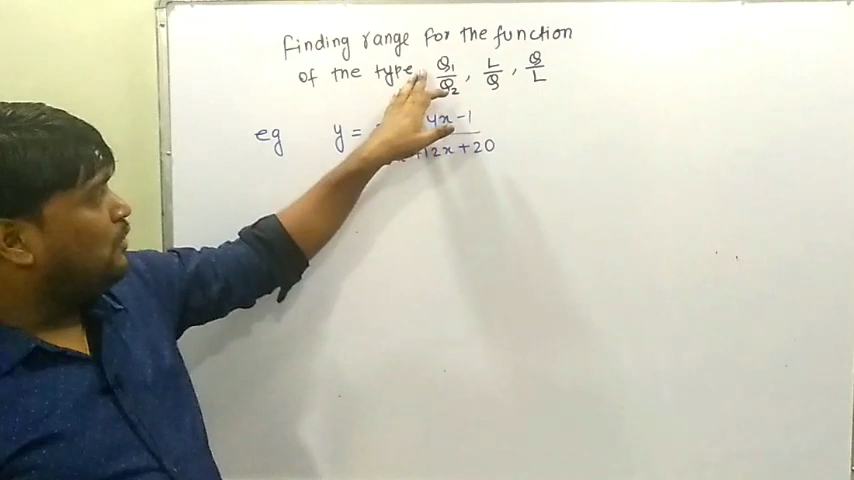 Finding range for the function
of the type Q1/Q2, L/Q, Q/L
eg y = 4x-1
+12x+20